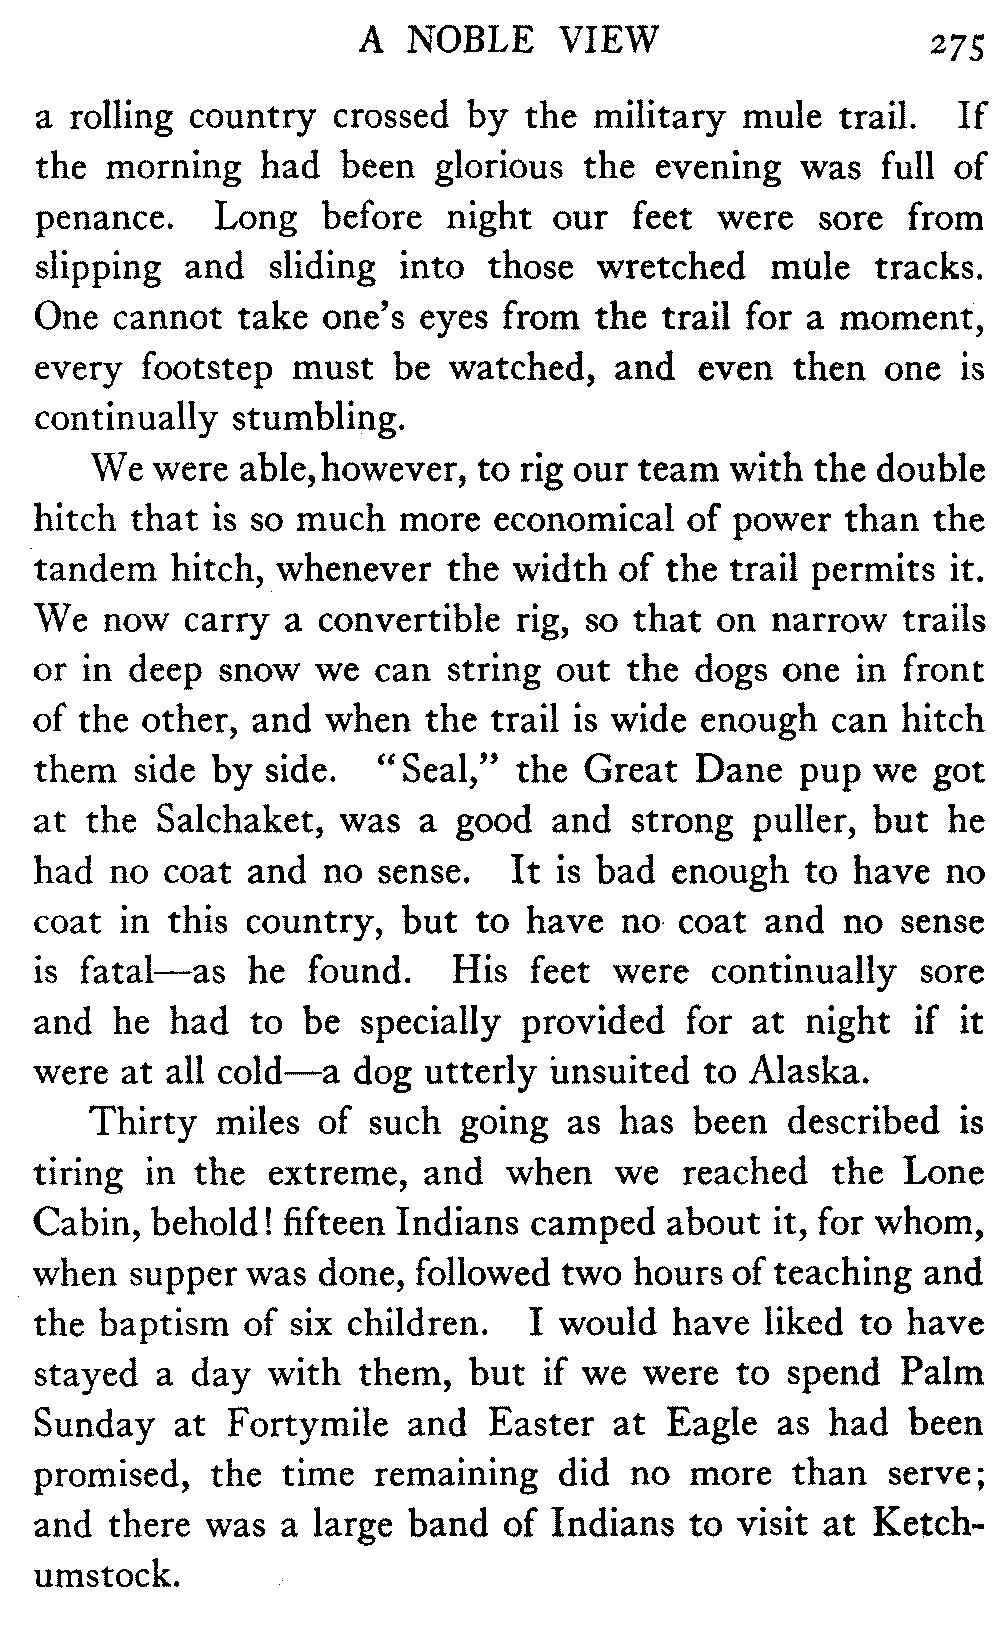 A NOBLE VIEW 275
a rolling country crossed by the military mule trail. If
the morning had been glorious the evening was full of
penance. Long before night our feet were sore from
slipping and sliding into those wretched mule tracks.
One cannot take one's eyes from the trail for a moment,
every footstep must be watched, and even then one is
continually stumbling.
We were able, however, to rig our team with the double
hitch that is so much more economical of power than the
tandem hitch, whenever the width of the trail permits it.
We now carry a convertible rig, so that on narrow trails
or in deep snow we can string out the dogs one in front
of the other, and when the trail is wide enough can hitch
them side by side. "Seal," the Great Dane pup we got
at the Salchaket, was a good and strong puller, but he
had no coat and no sense. It is bad enough to have no
coat in this country, but to have no coat and no sense
is fatal—as he found. His feet were continually sore
and he had to be specially provided for at night if it
were at all cold—a dog utterly unsuited to Alaska.
Thirty miles of such going as has been described is
tiring in the extreme, and when we reached the Lone
Cabin, behold! fifteen Indians camped about it, for whom,
when supper was done, followed two hours of teaching and
the baptism of six children. I would have liked to have
stayed a day with them, but if we were to spend Palm
Sunday at Fortymile and Easter at Eagle as had been
promised, the time remaining did no more than serve;
and there was a large band of Indians to visit at Ketch-
umstock.